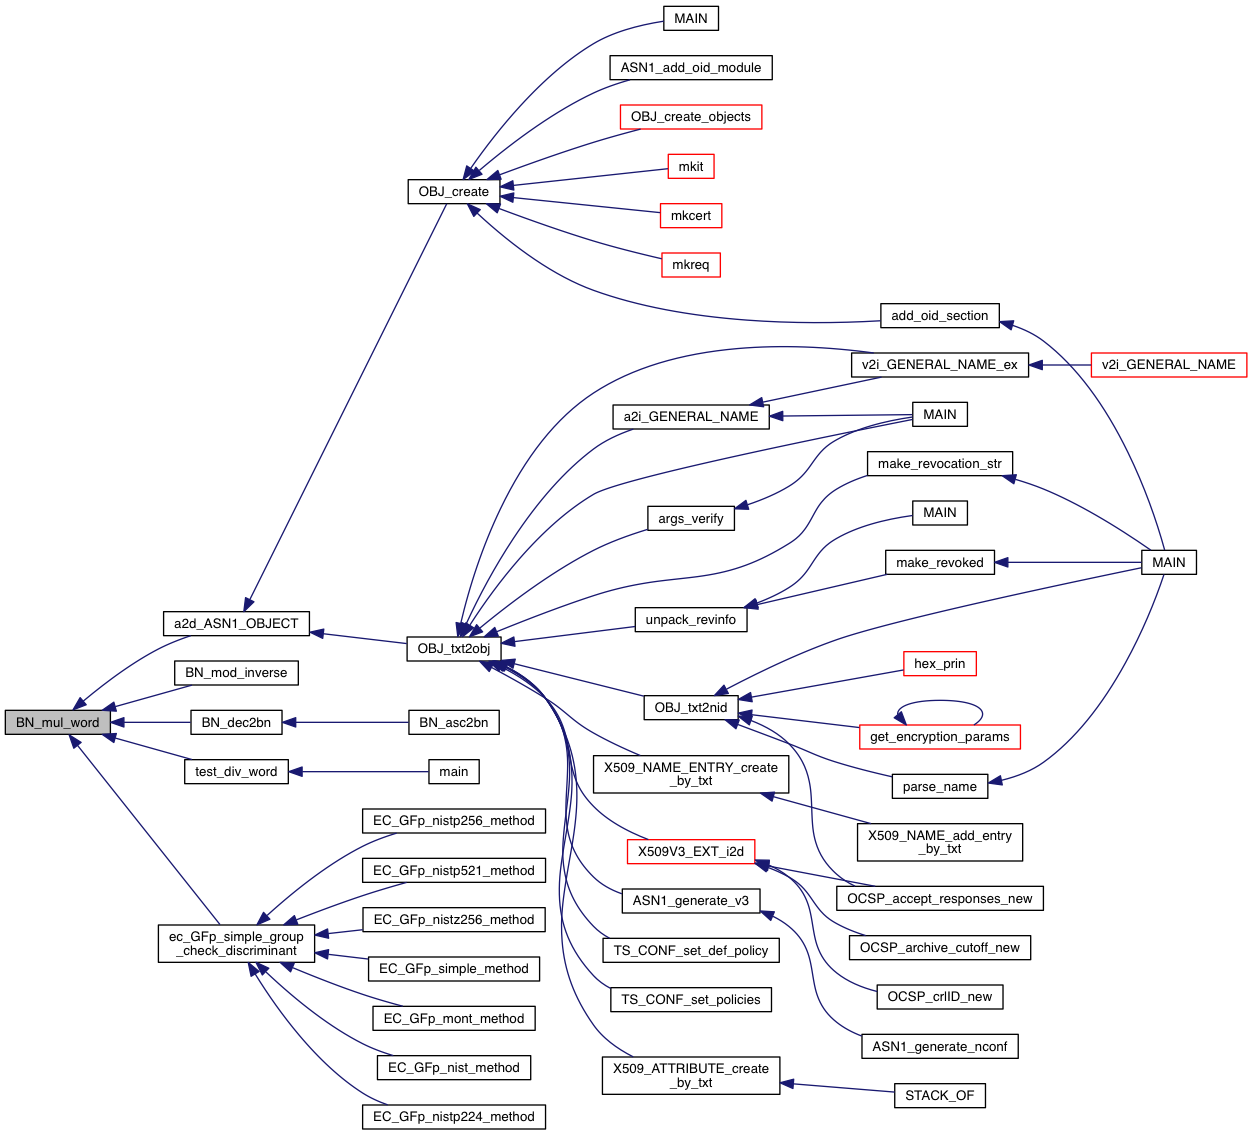 MAIN
ASN1_add_oid_module
OBJ_create_objects
mkit
OBJ_create
mkcert
mkreq
add_oid_section
v2i_GENERAL_NAME_ex
v2i_GENERAL_NAME
a2i_GENERAL_NAME
MAIN
make_revocation_str
args_verify
MAIN
make_revoked
MAIN
a2d_ASN1_OBJECT
unpack_revinfo
OBJ_txt2obj
hex_prin
BN_mod_inverse
OBJ_txt2nid
BN_mul_word
BN_dec2bn
BN_asc2bn
get_encryption_params
test_div_word
main
X509_NAME_ENTRY_create
_by_txt
parse_name
EC_GFp_nistp256_method
X509_NAME_add_entry
_by_txt
X509V3_EXT_i2d
EC_GFp_nistp521_method
ASN1_generate_v3
OCSP_accept_responses_new
EC_GFp_nistz256_method
ec_GFp_simple_group
_check_discriminant
TS_CONF_set_def_policy
OCSP_archive_cutoff_new
EC_GFp_simple_method
TS_CONF_set_policies
OCSP_crlID_new
EC_GFp_mont_method
ASN1_generate_nconf
EC_GFp_nist_method
X509_ATTRIBUTE_create
_by_txt
STACK_OF
EC_GFp_nistp224_method